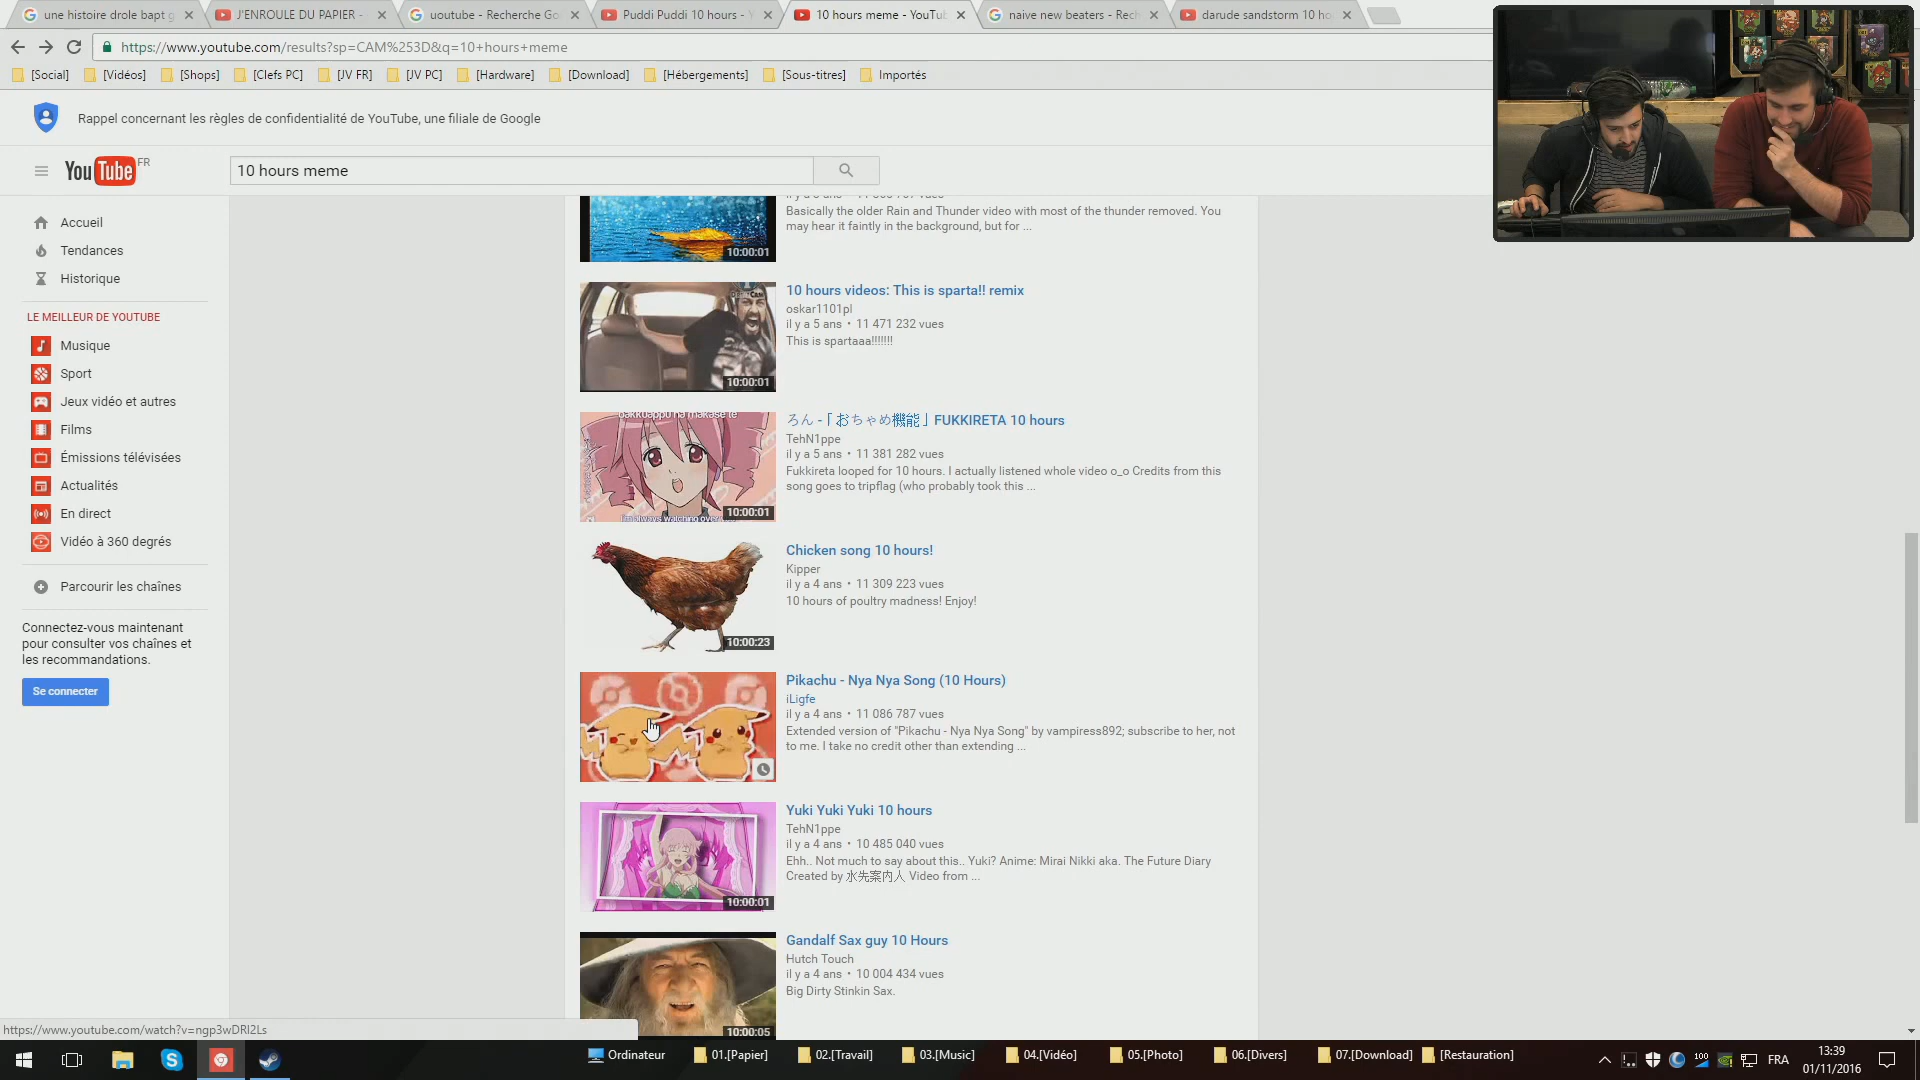 une histoire drole bapt g
J'ENROULE DU PAPIER -
uoutube - Recherche Goo
Puddi Puddi 10 hours - Y
10 hours meme - YouTub
naive new beaters - Rech
darude sandstorm 10 ho
https://www.youtube.com/results?sp=CAM%253D&q=10+hours+meme
[Social]
[Vidéos]
[Shops]
[Clefs PC]
[JV FR]
[JV PC]
[Hardware]
[Download]
[Hébergements]
[Sous-titres]
Importés
Rappel concernant les règles de confidentialité de YouTube, une filiale de Google
YouTube FR
10 hours meme
Accueil
Tendances
Historique
LE MEILLEUR DE YOUTUBE
Musique
Sport
Jeux vidéo et autres
Films
Émissions télévisées
Actualités
En direct
Vidéo à 360 degrés
Parcourir les chaînes
Connectez-vous maintenant
pour consulter vos chaînes et
les recommandations.
Se connecter
Basically the older Rain and Thunder video with most of the thunder removed. You
may hear it faintly in the background, but for ...
10:00:01
10 hours videos: This is sparta!! remix
oskar1101pl
il y a 5 ans • 11 471 232 vues
This is spartaaa!!!!!!!
10:00:01
ろん -「おちゃめ機能」FUKKIRETA 10 hours
TehN1ppe
il y a 5 ans • 11 381 282 vues
Fukkireta looped for 10 hours. I actually listened whole video o_o Credits from this
song goes to tripflag (who probably took this ...
10:00:01
Chicken song 10 hours!
Kipper
il y a 4 ans • 11 309 223 vues
10 hours of poultry madness! Enjoy!
10:00:23
Pikachu - Nya Nya Song (10 Hours)
iLigfe
il y a 4 ans • 11 086 787 vues
Extended version of "Pikachu - Nya Nya Song" by vampiress892; subscribe to her, not
to me. I take no credit other than extending ...
Yuki Yuki Yuki 10 hours
TehN1ppe
il y a 4 ans • 10 485 040 vues
Ehh.. Not much to say about this.. Yuki? Anime: Mirai Nikki aka. The Future Diary
Created by 水先案内人 Video from ...
10:00:01
Gandalf Sax guy 10 Hours
Hutch Touch
il y a 4 ans • 10 004 434 vues
Big Dirty Stinkin Sax.
10:00:05
https://www.youtube.com/watch?v=ngp3wDRl2Ls
Ordinateur
01.[Papier]
02.[Travail]
03.[Music]
04.[Vidéo]
05.[Photo]
06.[Divers]
07.[Download]
[Restauration]
100
FRA
13:39
01/11/2016